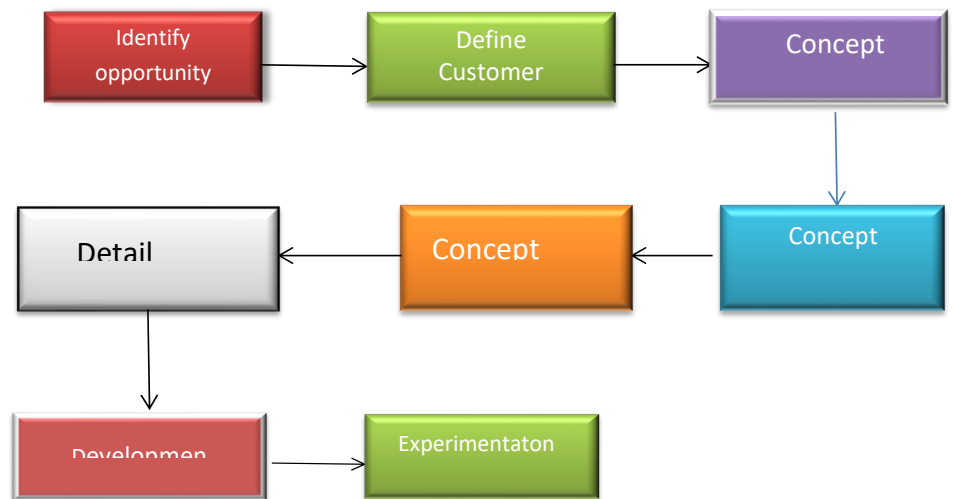 Identify
opportunity
Define
Customer
Concept
Concept
Concept
Detail
Developmen
Experimentaton